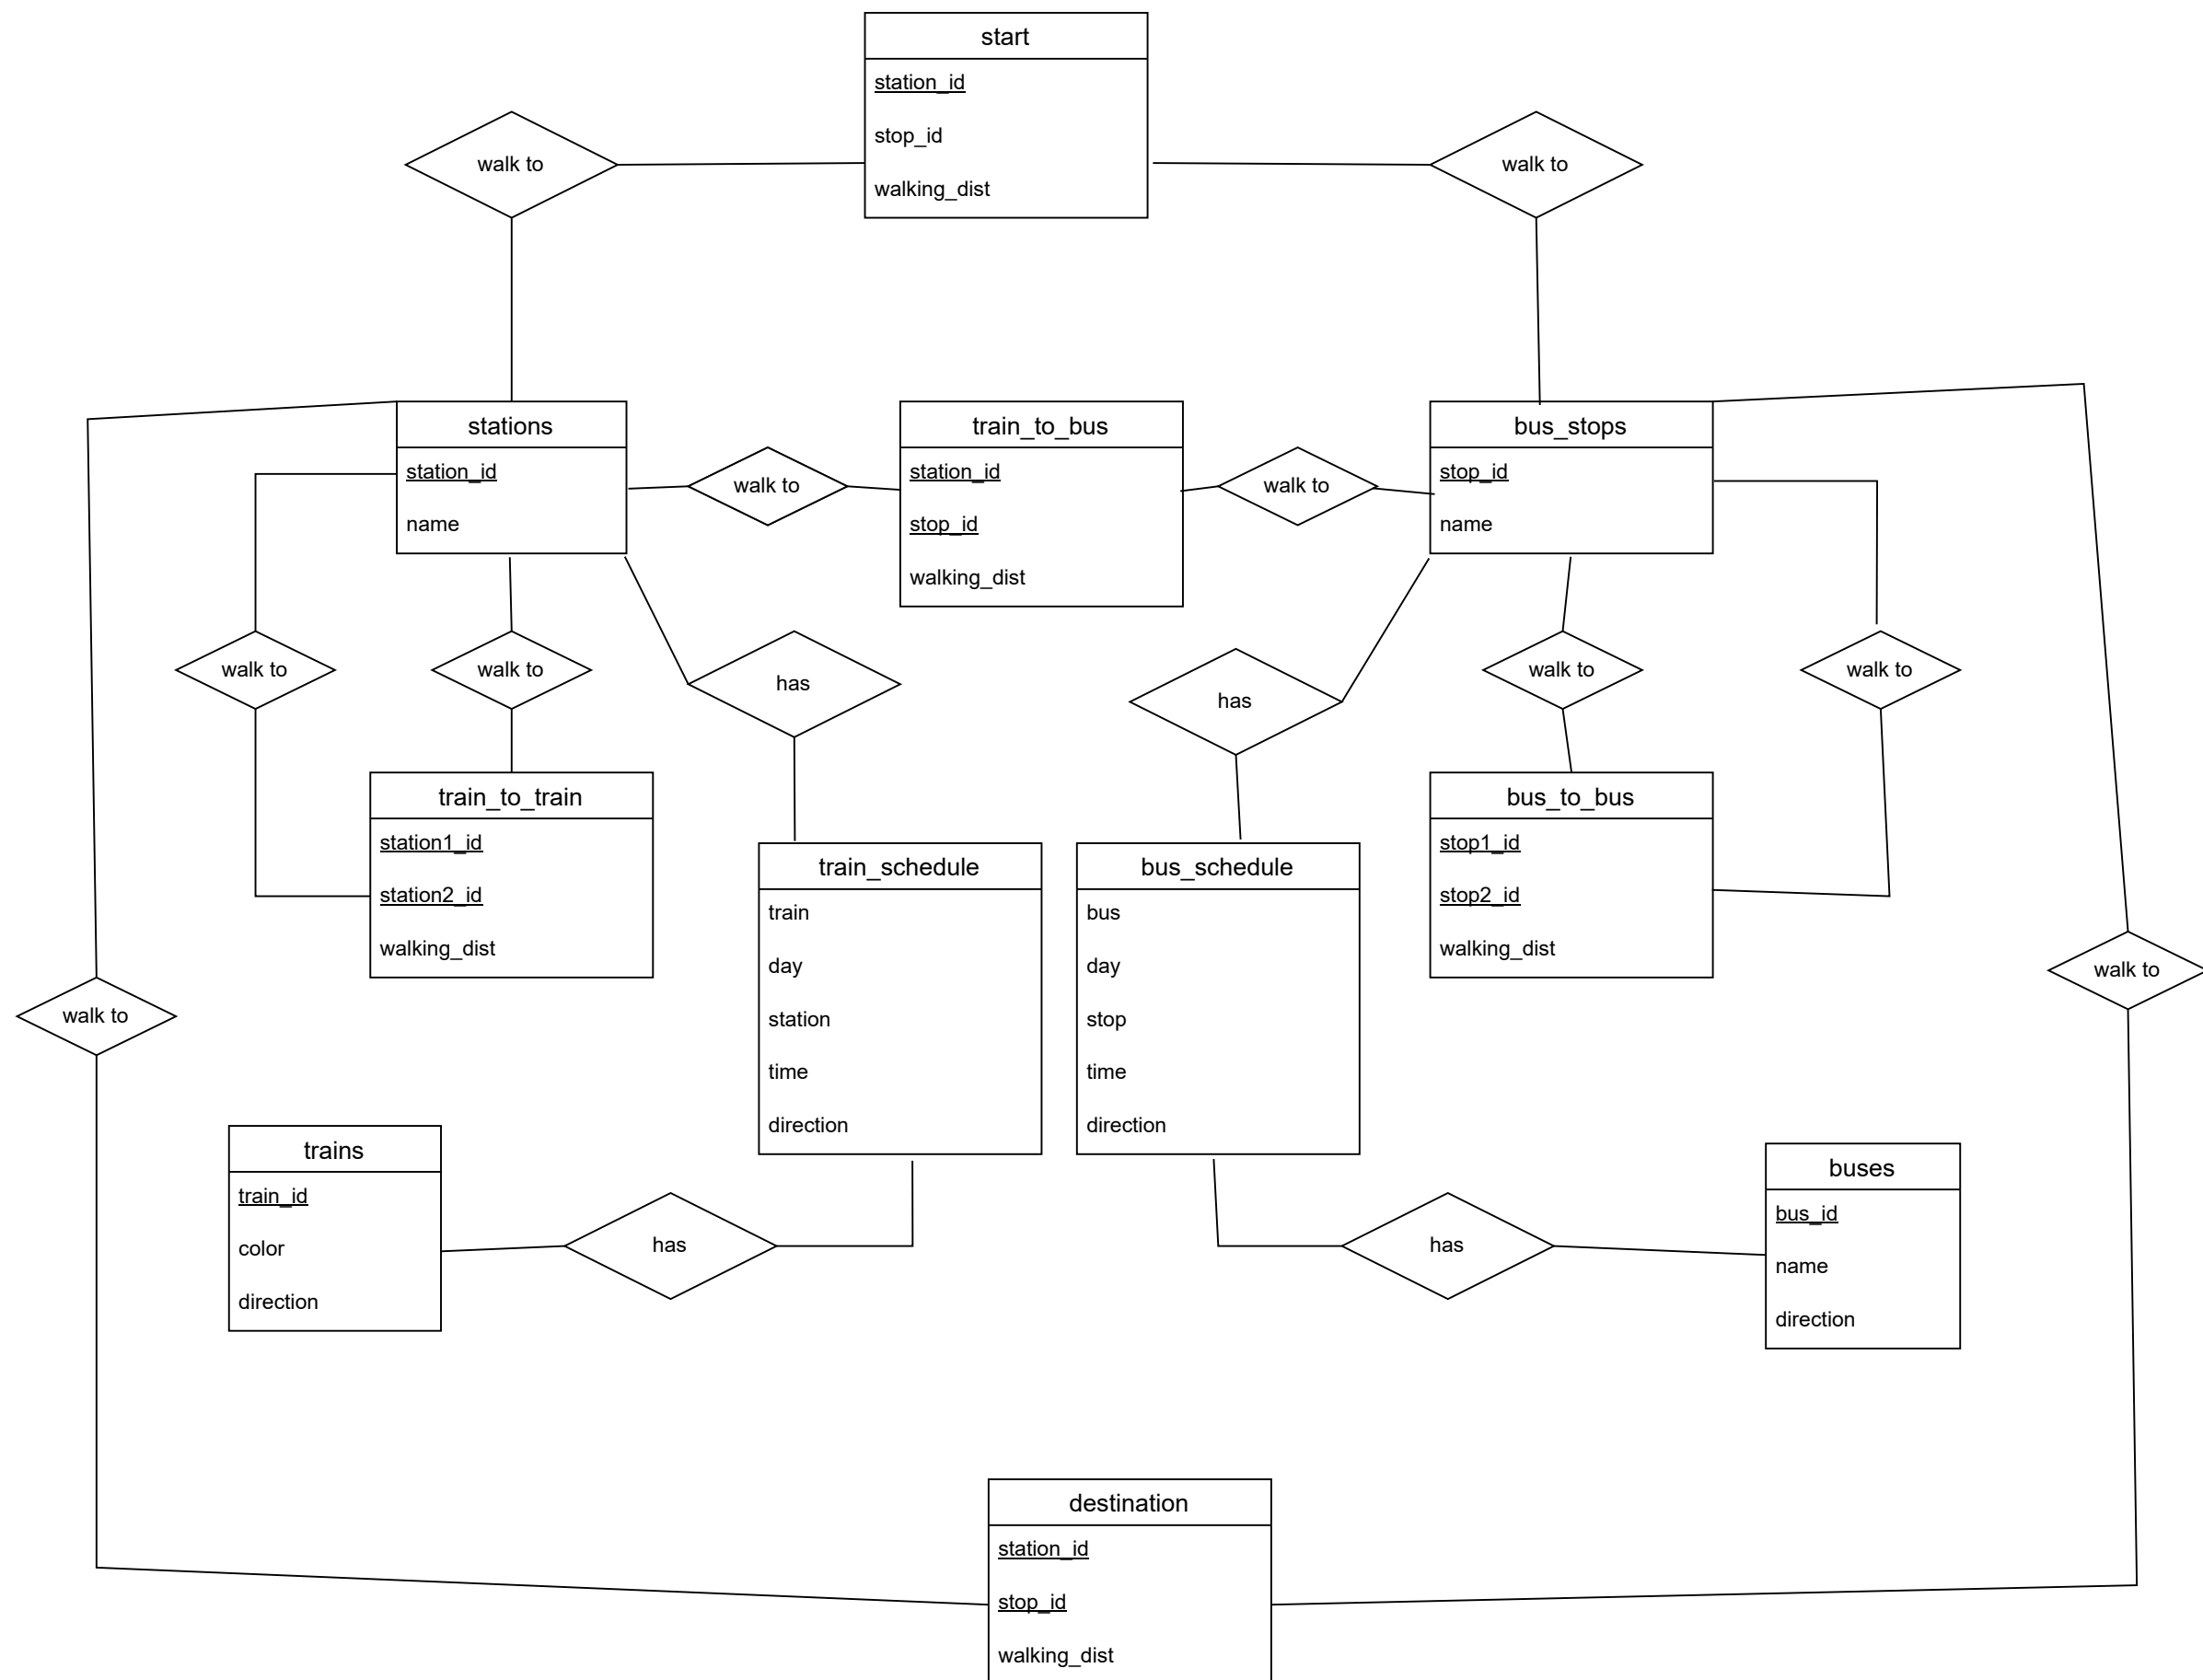 start
station_id
stop_id
walking_dist
walk to
walk to
stations
station_id
name
walk to
train_to_bus
station_id
stop_id
walking_dist
walk to
bus_stops
stop_id
name
walk to
walk to
has
has
walk to
walk to
train_to_train
station1_id
station2_id
walking_dist
train_schedule
train
day
station
time
direction
bus_schedule
bus
day
stop
time
direction
bus_to_bus
stop1_id
stop2_id
walking_dist
walk to
walk to
trains
train_id
color
direction
has
has
buses
bus_id
name
direction
destination
station_id
stop_id
walking_dist